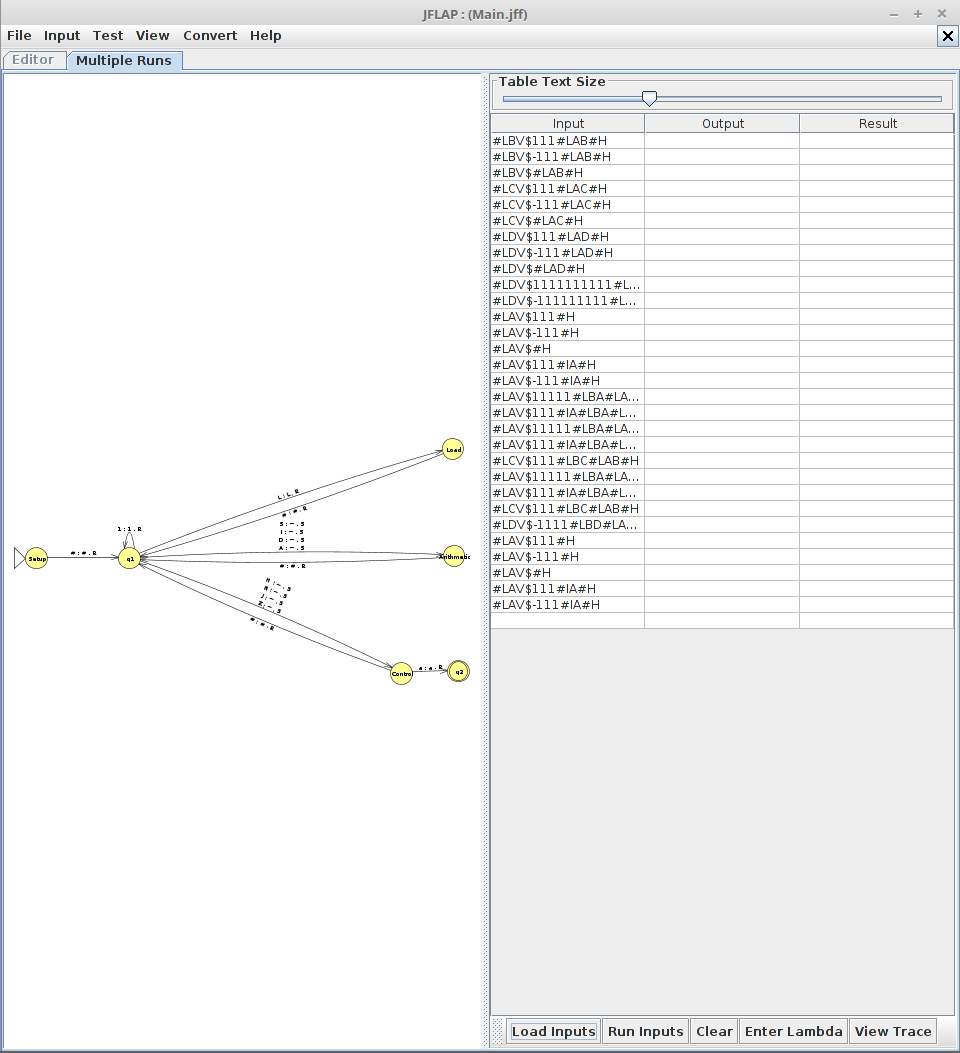 JFLAP : (Main.jff)
File Input Test View Convert Help
Editor Multiple Runs
Table Text Size
Input Output Result
#LBV$111#LAB#H
#LBV$-111#LAB#H
#LBV$#LAB#H
#LCV$111#LAC#H
#LCV$-111#LAC#H
#LCV$#LAC#H
#LDV$111#LAD#H
#LDV$-111#LAD#H
#LDV$#LAD#H
#LDV$1111111111#L...
#LDV$-111111111#L...
#LAV$111#H
#LAV$-111#H
#LAV$#H
#LAV$111#IA#H
#LAV$-111#IA#H
#LAV$11111#LBA#LA...
#LAV$111#IA#LBA#L...
#LAV$11111#LBA#LA...
#LAV$111#IA#LBA#L...
#LCV$111#LBC#LAB#H
#LAV$11111#LBA#LA...
#LAV$111#IA#LBA#L...
#LCV$111#LBC#LAB#H
#LDV$-1111#LBD#LA...
#LAV$111#H
#LAV$-111#H
#LAV$#H
#LAV$111#IA#H
#LAV$-111#IA#H
Load
L;L,R
#;#,R
S;~,S
I;~,S
D;~,S
A;~,S
1;1,R
Setup
#;#,R
q1
Arithmatic
#;#,R
#;#,R
Control
q2
Load Inputs Run Inputs Clear Enter Lambda View Trace